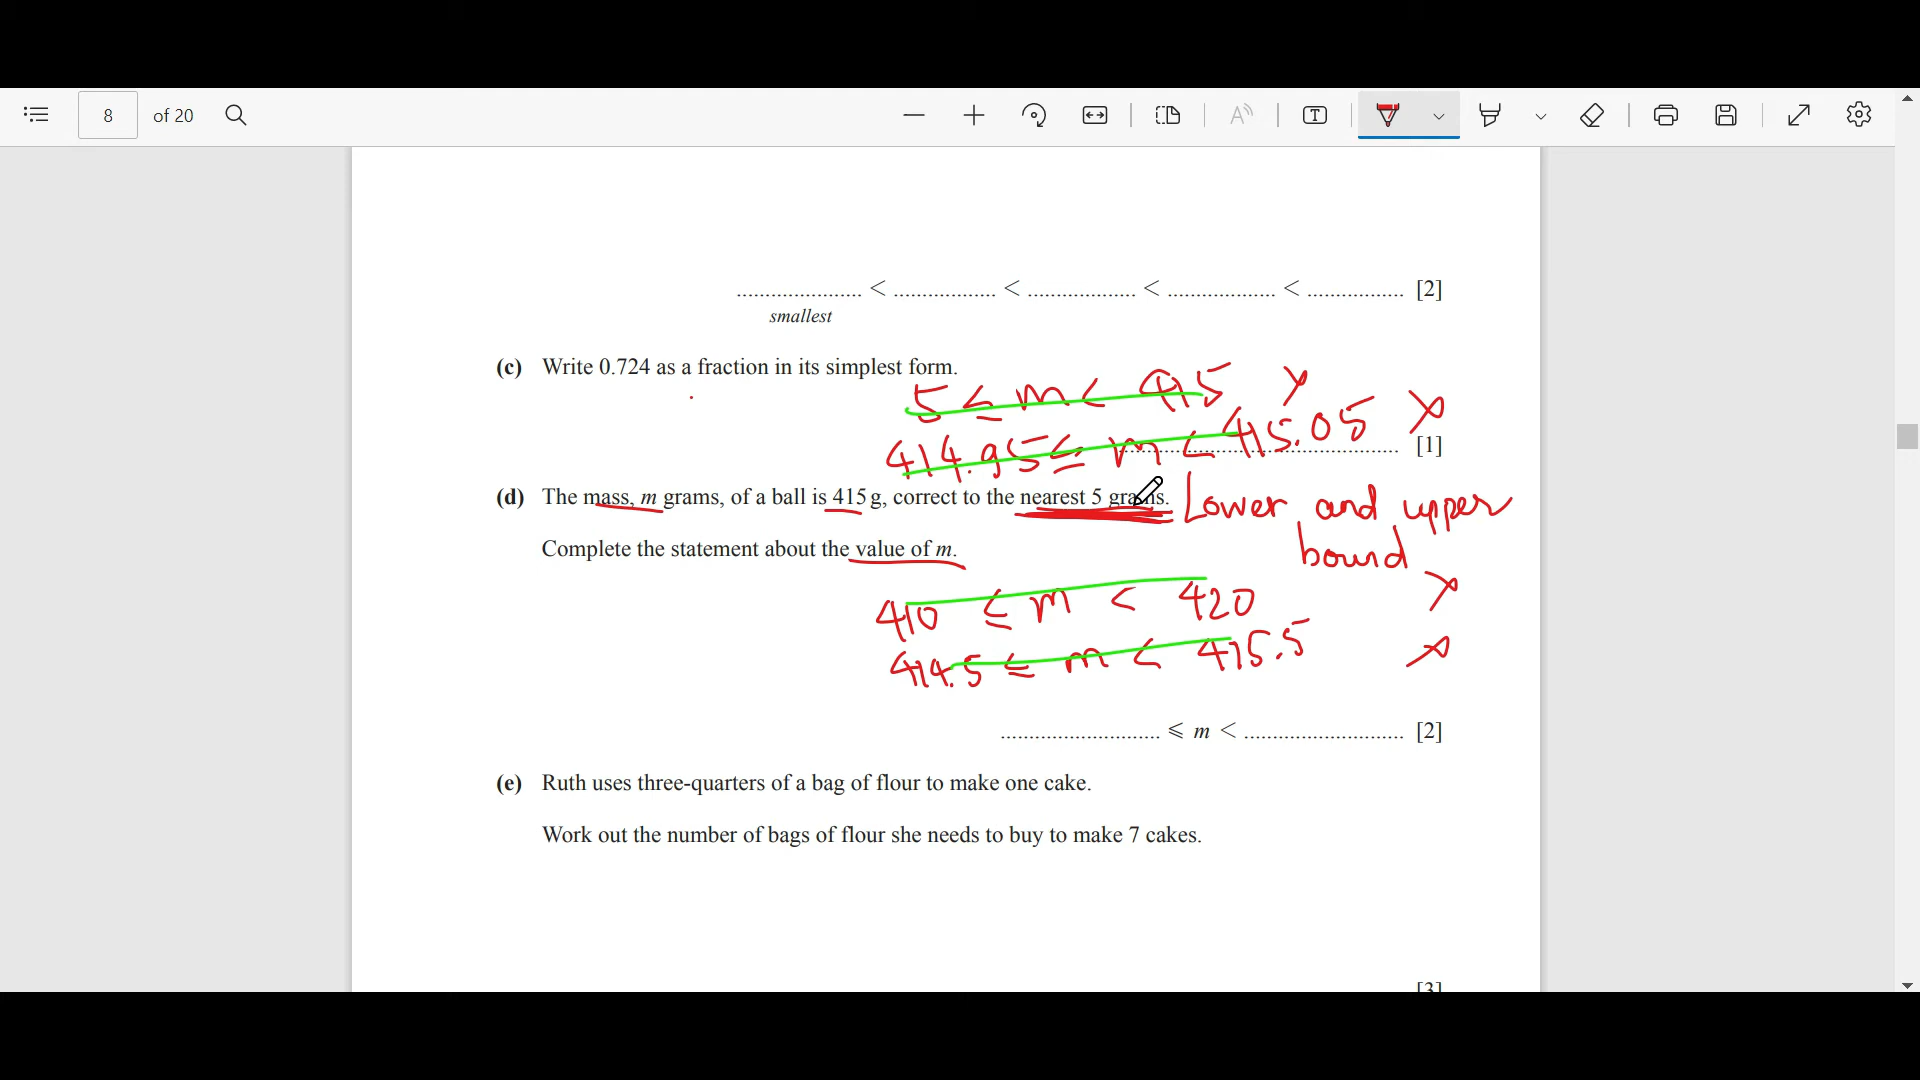 8 of 20
.................... < ................. < .................. < .................. < ................ [2]
smallest
(c) Write 0.724 as a fraction in its simplest form.
5 ≤ m < 415 x
414.95 ≤ m < 415.05 x
.................................................. [1]
(d) The mass, m grams, of a ball is 415 g, correct to the nearest 5 grams. Lower and upper
bound
Complete the statement about the value of m.
410 ≤ m < 420 x
414.5 ≤ m < 415.5 x
............................ ⩽ m < ............................ [2]
(e) Ruth uses three-quarters of a bag of flour to make one cake.
Work out the number of bags of flour she needs to buy to make 7 cakes.
[3]